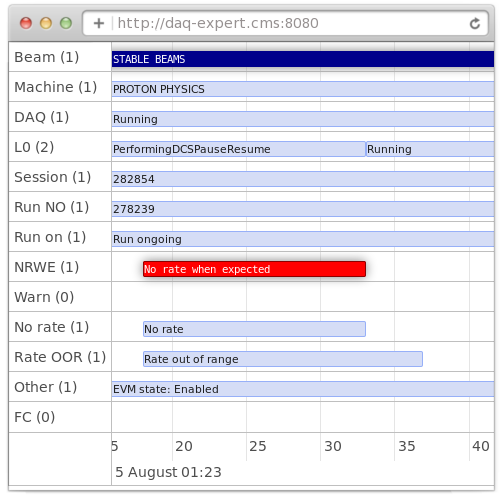 http://daq-expert.cms:8080
Beam (1) STABLE BEAMS
Machine (1) PROTON PHYSICS
DAQ (1) Running
L0 (2) PerformingDCSPauseResume Running
Session (1) 282854
Run NO (1) 278239
Run on (1) Run ongoing
NRWE (1) No rate when expected
Warn (0)
No rate (1) No rate
Rate OOR (1) Rate out of range
Other (1) EVM state: Enabled
FC (0)
5 20 25 30 35 40
5 August 01:23